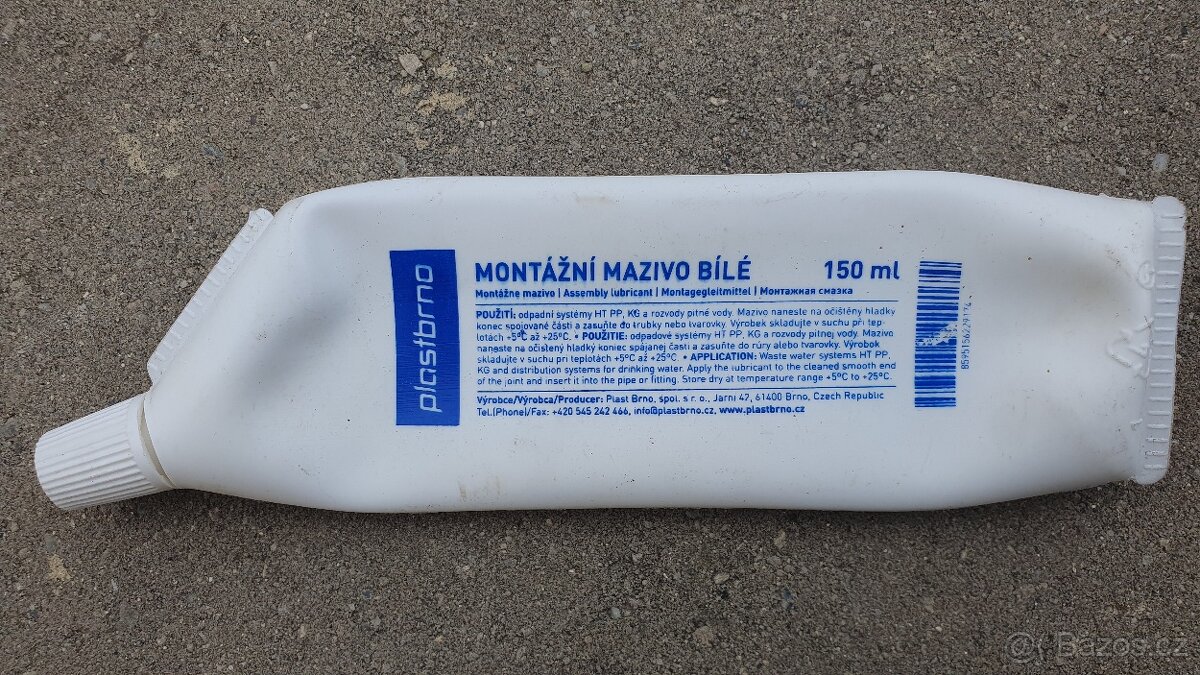 plastbrno
MONTÁŽNÍ MAZIVO BÍLÉ 150 ml
Montážne mazivo | Assembly lubricant | Montagegleitmittel | Монтажная смазка
POUŽITÍ: odpadní systémy HT PP, KG a rozvody pitné vody. Mazivo naneste na očištěny hladky
konec spojované části a zasuňte do trubky nebo tvarovky. Výrobek skladujte v suchu při tep-
lotách +5°C až +25°C. • POUŽITIE: odpadové systémy HT PP, KG a rozvody pitnej vody. Mazivo
naneste na očistený hladký koniec spájanej časti a zasuňte do rúry alebo tvarovky. Výrobok
skladujte v suchu pri teplotách +5°C až +25°C. • APPLICATION: Waste water systems HT PP,
KG and distribution systems for drinking water. Apply the lubricant to the cleaned smooth end
of the joint and insert it into the pipe or fitting. Store dry at temperature range +5°C to +25°C.
Výrobce/Výrobca/Producer: Plast Brno, spol. s r. o., Jarní 47, 61400 Brno, Czech Republic
Tel.(Phone)/Fax: +420 545 242 466, info@plastbrno.cz, www.plastbrno.cz
8595156229174
Bazos.cz